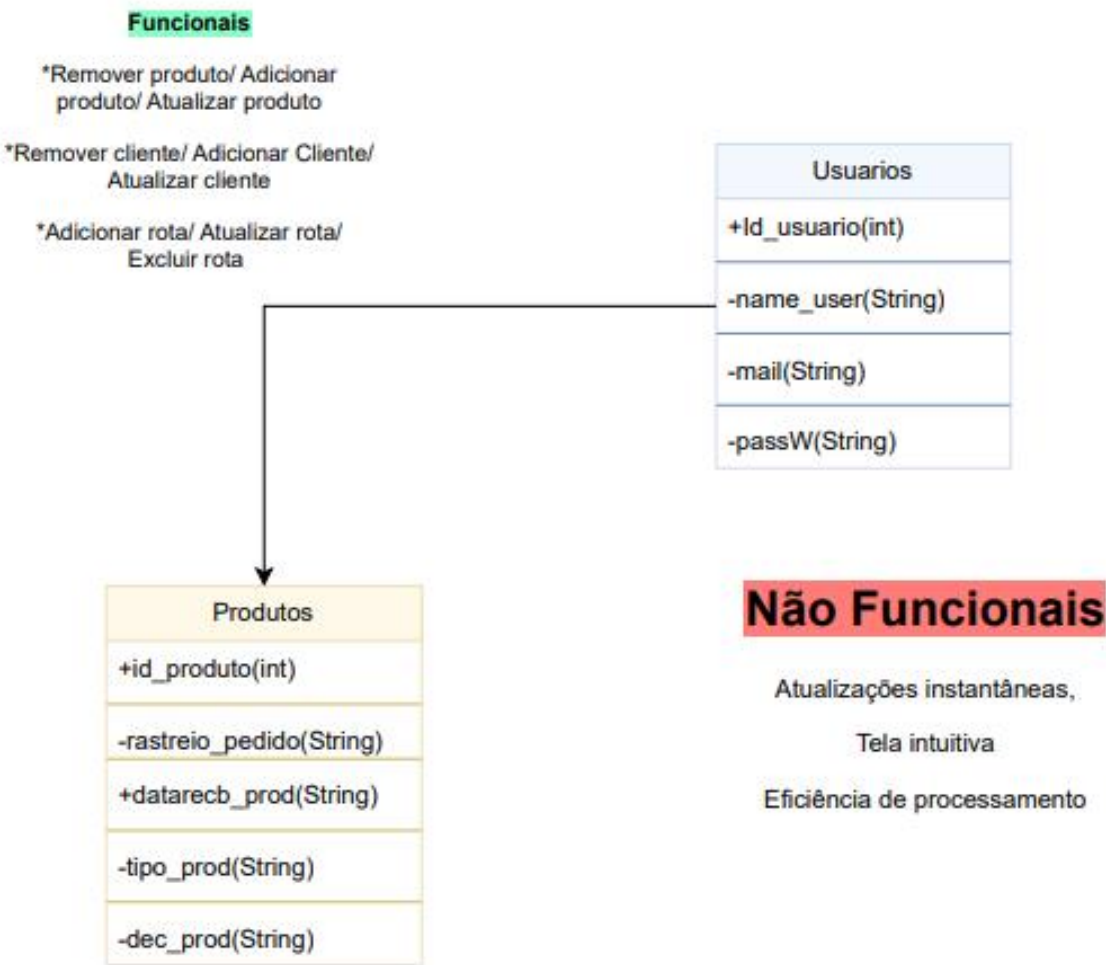 Funcionais
*Remover produto/ Adicionar
produto/ Atualizar produto
*Remover cliente/ Adicionar Cliente/
Atualizar cliente
*Adicionar rota/ Atualizar rota/
Excluir rota
Usuarios
+Id_usuario(int)
-name_user(String)
-mail(String)
-passW(String)
Produtos
+id_produto(int)
-rastreio_pedido(String)
+datarecb_prod(String)
-tipo_prod(String)
-dec_prod(String)
Não Funcionais
Atualizações instantâneas,
Tela intuitiva
Eficiência de processamento